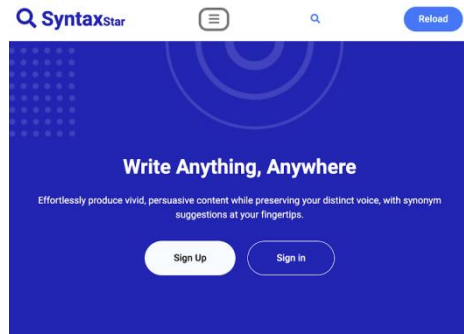 SyntaxStar
Reload
Write Anything, Anywhere
Effortlessly produce vivid, persuasive content while preserving your distinct voice, with synonym
suggestions at your fingertips.
Sign Up
Sign in